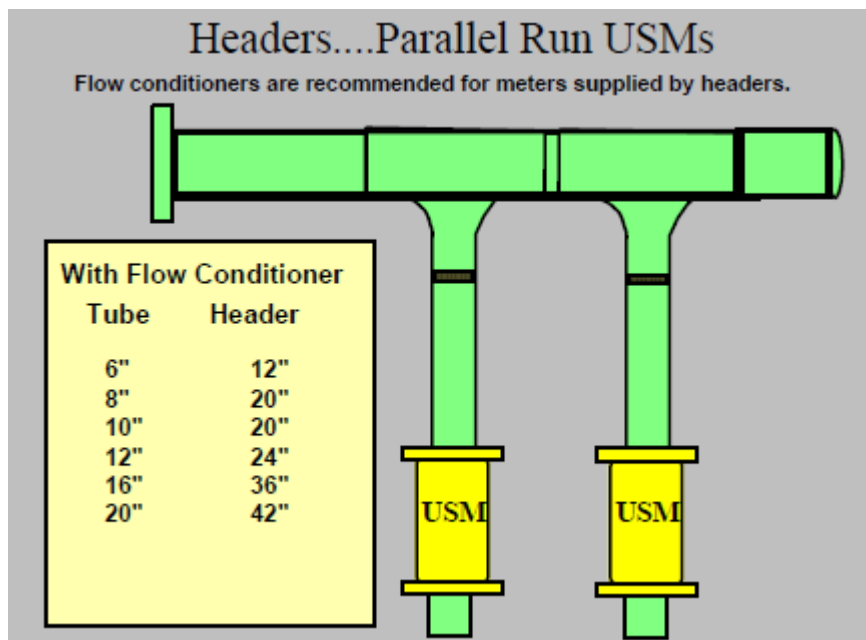 Headers....Parallel Run USMs
Flow conditioners are recommended for meters supplied by headers.
With Flow Conditioner
Tube Header
6" 12"
8" 20"
10" 20"
12" 24"
16" 36"
20" 42"
USM USM